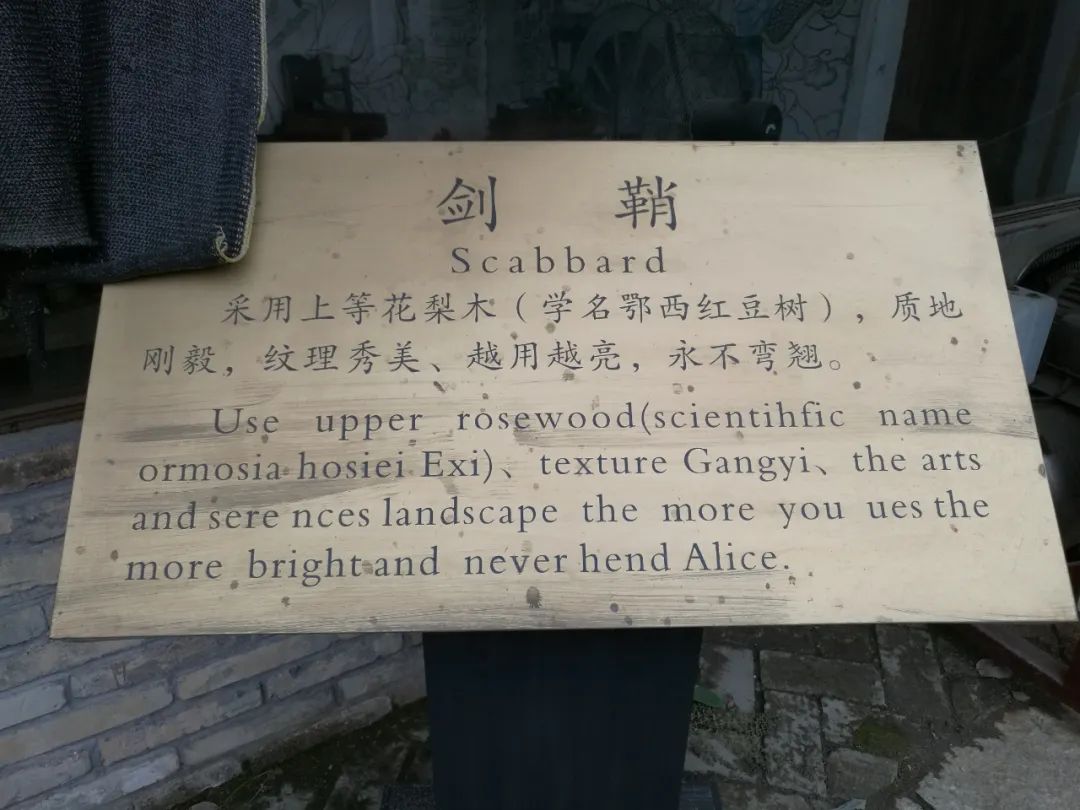 剑鞘
Scabbard
采用上等花梨木（学名鄂西红豆树），质地
刚毅，纹理秀美、越用越亮，永不弯翘。
Use upper rosewood(scientihfic name
ormosia hosiei Exi)、texture Gangyi、the arts
and sere nces landscape the more you ues the
more bright and never hend Alice.